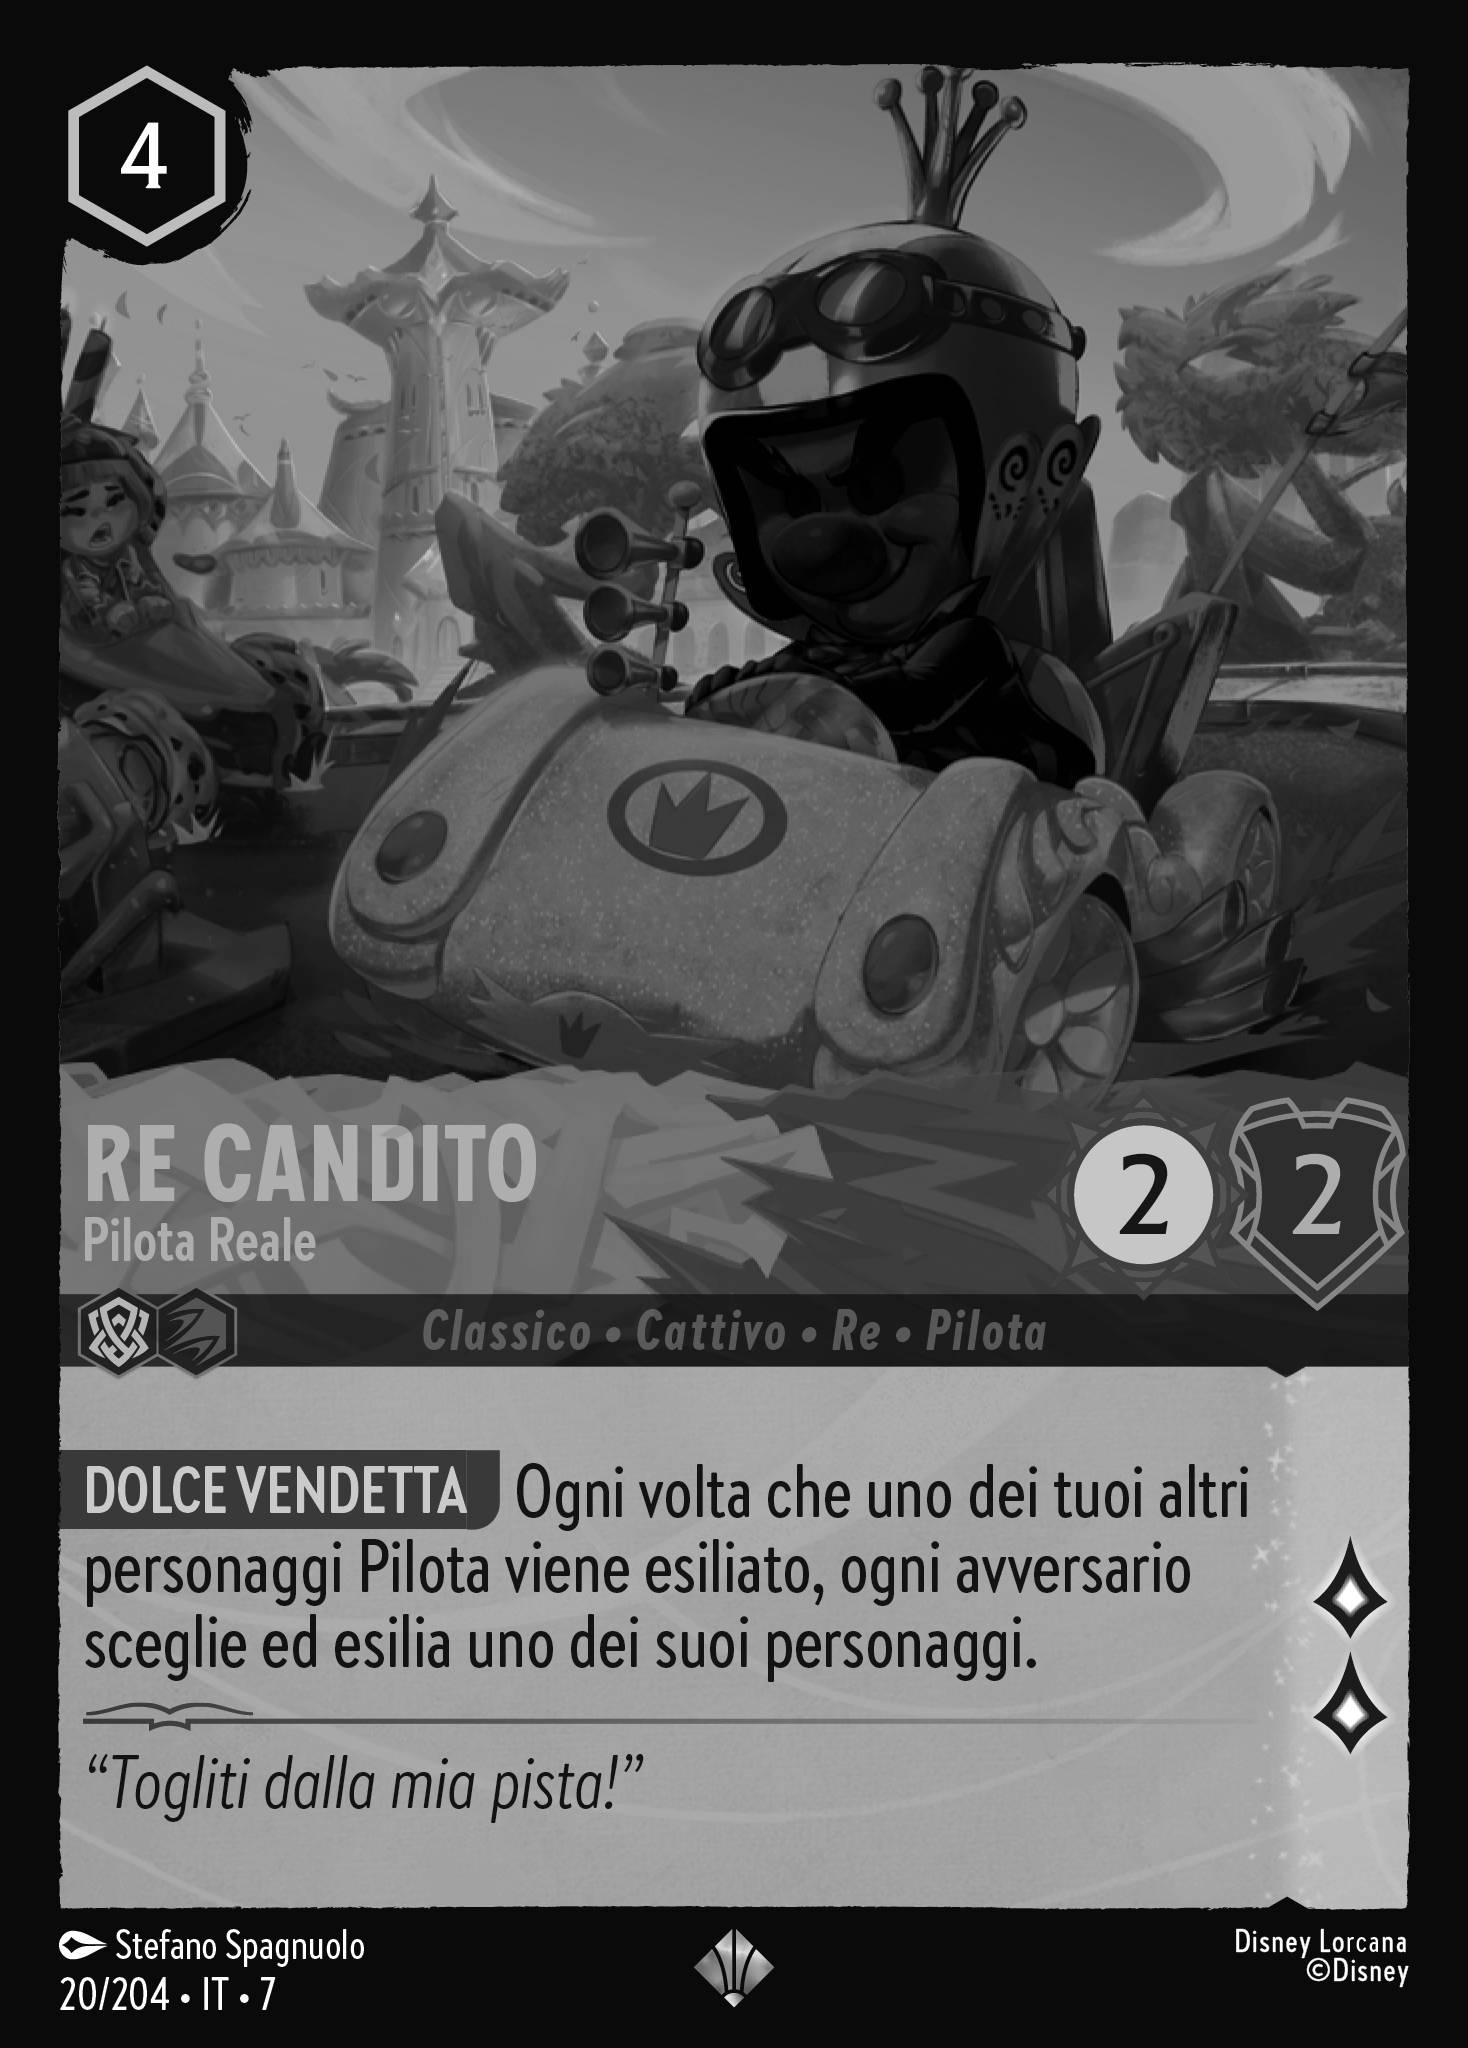 4
RE CANDITO
Pilota Reale
2
2
Classico • Cattivo • Re • Pilota
DOLCE VENDETTA Ogni volta che uno dei tuoi altri
personaggi Pilota viene esiliato, ogni avversario
sceglie ed esilia uno dei suoi personaggi.
“Togliti dalla mia pista!”
Stefano Spagnuolo
20/204 • IT • 7
Disney Lorcana
©Disney